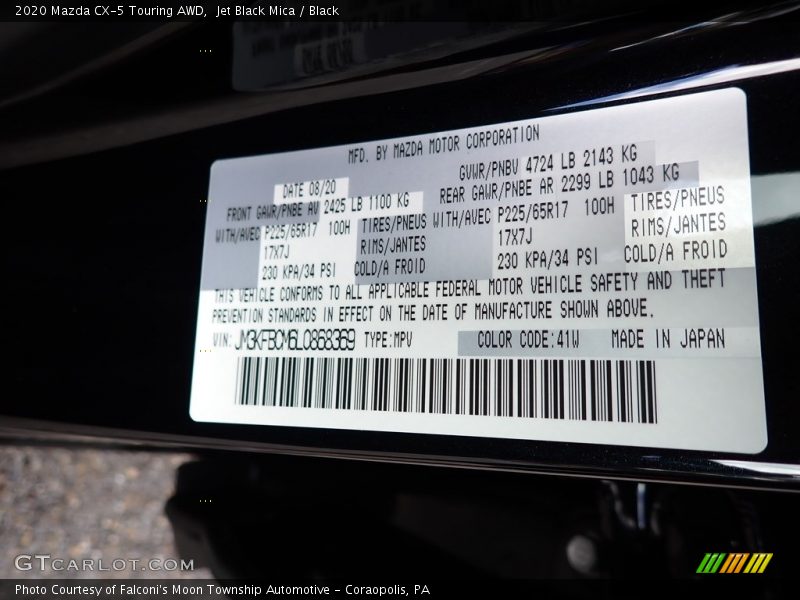 2020 Mazda CX-5 Touring AWD, Jet Black Mica / Black
MFD. BY MAZDA MOTOR CORPORATION
DATE 08/20 GVWR/PNBV 4724 LB 2143 KG
FRONT GAWR/PNBE AV 2425 LB 1100 KG REAR GAWR/PNBE AR 2299 LB 1043 KG
WITH/AVEC P225/65R17 100H TIRES/PNEUS WITH/AVEC P225/65R17 100H TIRES/PNEUS
17X7J RIMS/JANTES 17X7J RIMS/JANTES
230 KPA/34 PSI COLD/A FROID 230 KPA/34 PSI COLD/A FROID
THIS VEHICLE CONFORMS TO ALL APPLICABLE FEDERAL MOTOR VEHICLE SAFETY AND THEFT
PREVENTION STANDARDS IN EFFECT ON THE DATE OF MANUFACTURE SHOWN ABOVE.
VIN: JM3KFBCM6L0868369 TYPE:MPV COLOR CODE:41W MADE IN JAPAN
GTCARLOT.COM
Photo Courtesy of Falconi's Moon Township Automotive - Coraopolis, PA